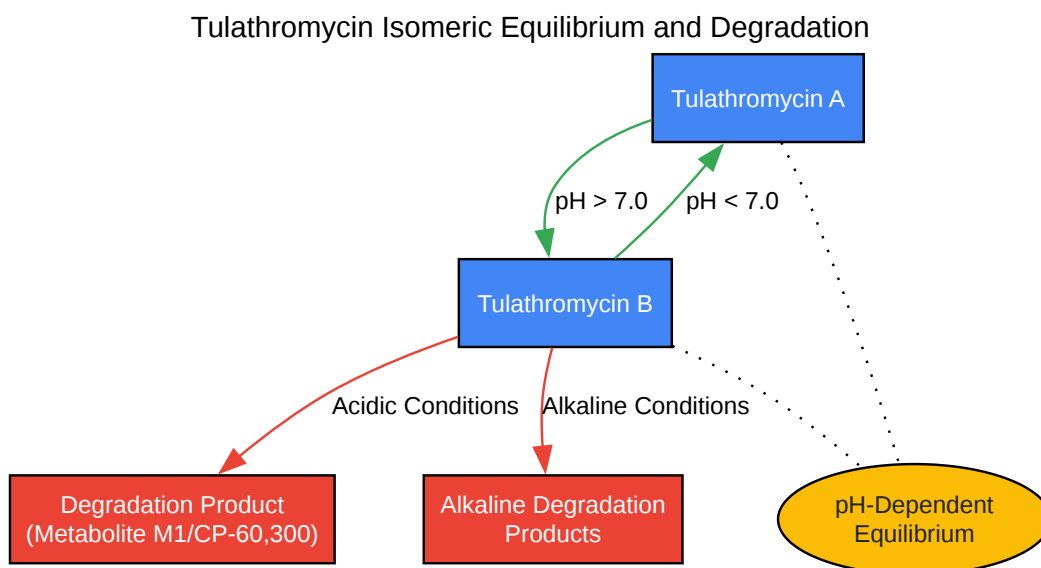 Tulathromycin Isomeric Equilibrium and Degradation
Tulathromycin A
pH > 7.0
pH < 7.0
Tulathromycin B
Acidic Conditions
Alkaline Conditions
Degradation Product
(Metabolite M1/CP-60,300)
Alkaline Degradation
Products
pH-Dependent
Equilibrium